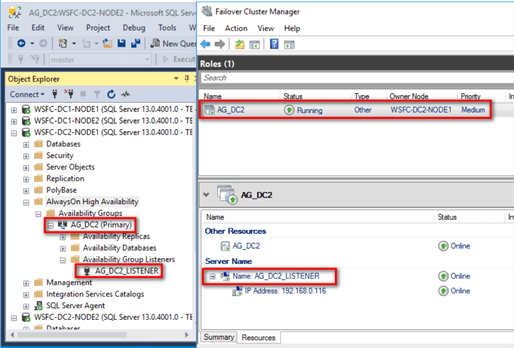 AG_DC2:WSFC-DC2-NODE2 - Microsoft SQL Server
File Edit View Project Debug Tools
New Query
master
Execute
Object Explorer
Connect
WSFC-DC1-NODE1 (SQL Server 13.0.4001.0 - TE
WSFC-DC1-NODE2 (SQL Server 13.0.4001.0 - TE
WSFC-DC2-NODE1 (SQL Server 13.0.4001.0 - TE
Databases
Security
Server Objects
Replication
PolyBase
AlwaysOn High Availability
Availability Groups
AG_DC2 (Primary)
Availability Replicas
Availability Databases
Availability Group Listeners
AG_DC2_LISTENER
Management
Integration Services Catalogs
SQL Server Agent
WSFC-DC2-NODE2 (SQL Server 13.0.4001.0 - TE
Databases
Failover Cluster Manager
File Action View Help
Roles (1)
Search
Name Status Type Owner Node Priority In
AG_DC2 Running Other WSFC-DC2-NODE1 Medium
AG_DC2
Name Status In
Other Resources
AG_DC2 Online
Server Name
Name: AG_DC2_LISTENER Online
IP Address: 192.168.0.116 Online
Summary Resources